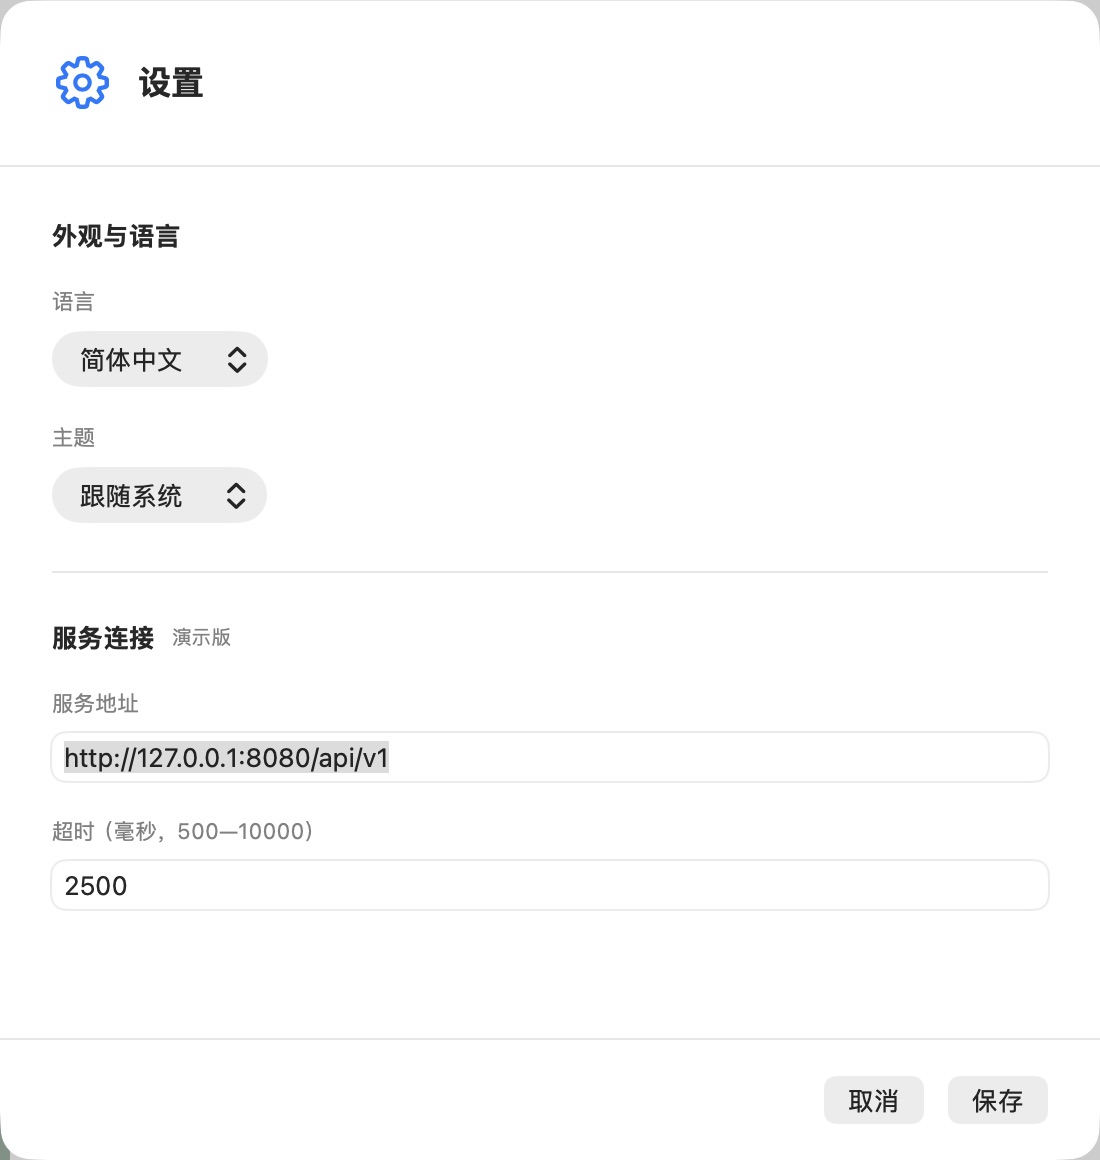 设置
外观与语言
语言
简体中文
主题
跟随系统
服务连接 演示版
服务地址
http://127.0.0.1:8080/api/v1
超时（毫秒，500—10000）
2500
取消 保存